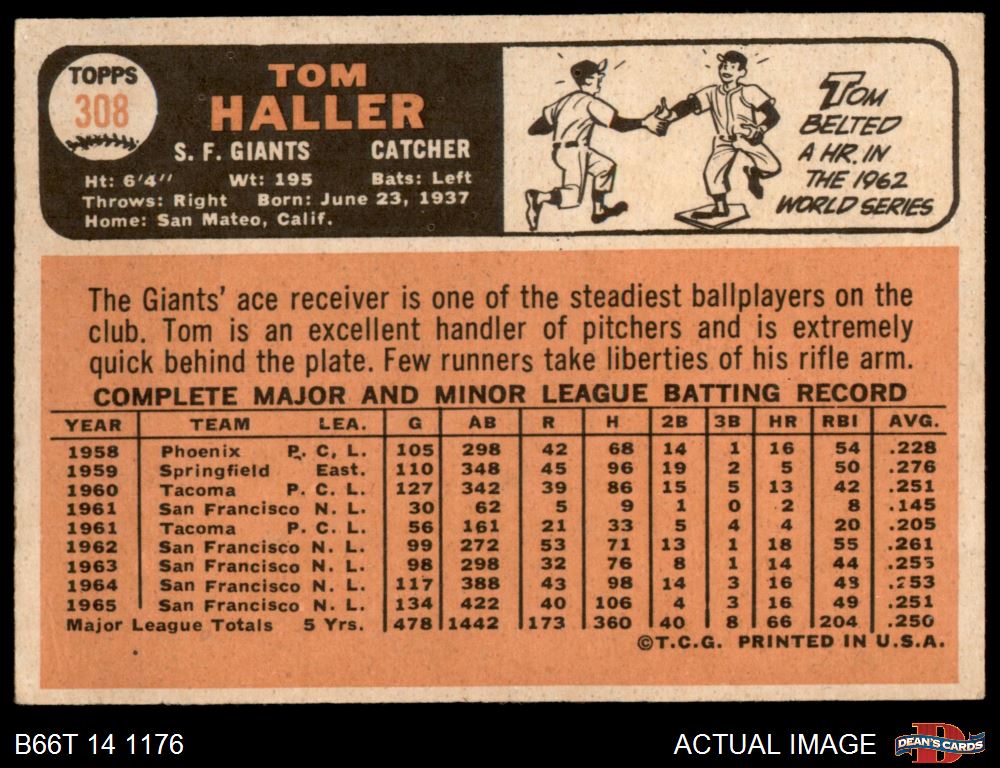 TOPPS
308
TOM
HALLER
S. F. GIANTS CATCHER
Ht: 6'4" Wt: 195 Bats: Left
Throws: Right Born: June 23, 1937
Home: San Mateo, Calif.
TOM
BELTED
A HR. IN
THE 1962
WORLD SERIES
The Giants' ace receiver is one of the steadiest ballplayers on the
club. Tom is an excellent handler of pitchers and is extremely
quick behind the plate. Few runners take liberties of his rifle arm.
COMPLETE MAJOR AND MINOR LEAGUE BATTING RECORD
YEAR TEAM LEA. G AB R H 2B 3B HR RBI AVG.
1958 Phoenix P. C. L. 105 298 42 68 14 1 16 54 .228
1959 Springfield East. 110 348 45 96 19 2 5 50 .276
1960 Tacoma P. C. L. 127 342 39 86 15 5 13 42 .251
1961 San Francisco N. L. 30 62 5 9 1 0 2 8 .145
1961 Tacoma P. C. L. 56 161 21 33 5 4 4 20 .205
1962 San Francisco N. L. 99 272 53 71 13 1 18 55 .261
1963 San Francisco N. L. 98 298 32 76 8 1 14 44 .255
1964 San Francisco N. L. 117 388 43 98 14 3 16 48 .253
1965 San Francisco N. L. 134 422 40 106 4 3 16 49 .251
Major League Totals 5 Yrs. 478 1442 173 360 40 8 66 204 .250
©T.C.G. PRINTED IN U.S.A.
B66T 14 1176
ACTUAL IMAGE
D
DEAN'S CARDS